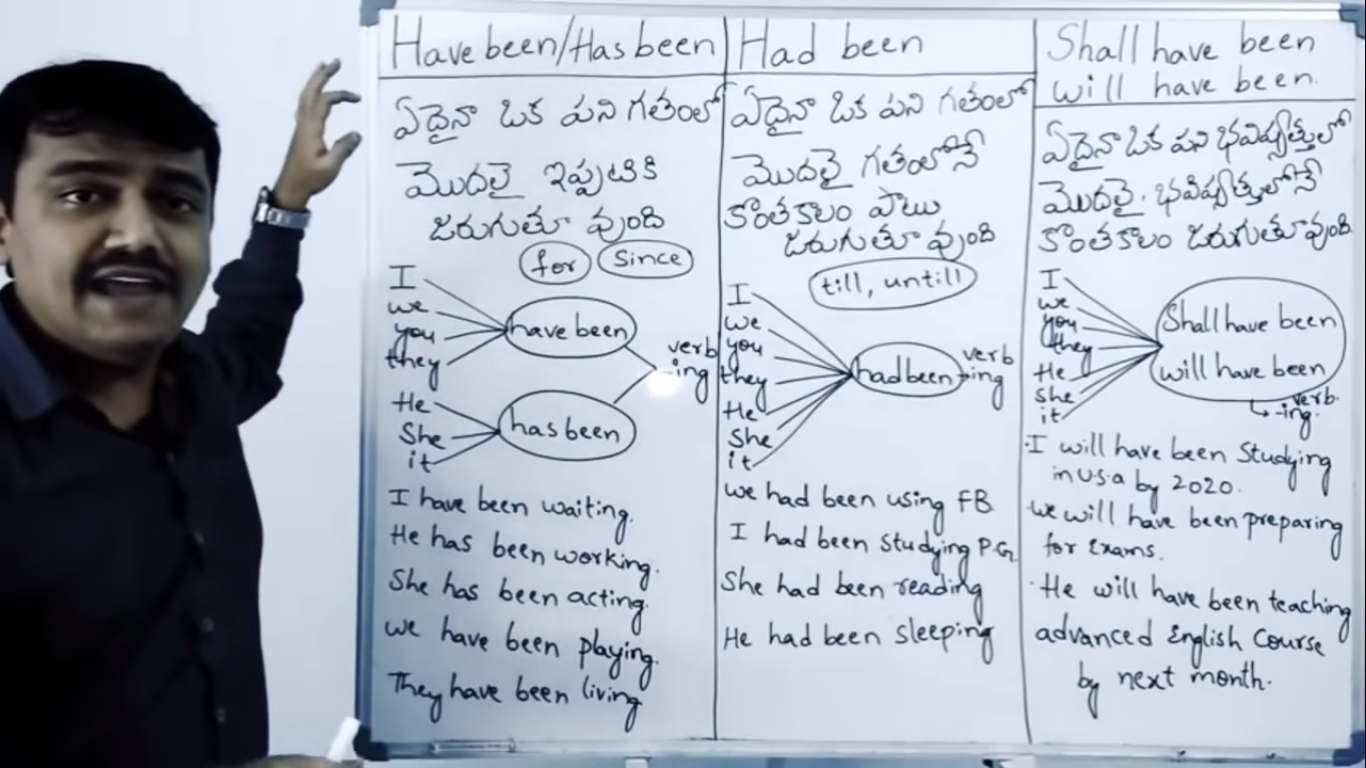 Have been/Has been
ఏదైనా ఒక పని గతంలో
మొదలై ఇప్పటికి
జరుగుతూ వుంది
for since
I
we
you
they
have been
He
She
it
has been
verb
-ing
I have been waiting.
He has been working.
She has been acting.
we have been playing.
They have been living
Had been
ఏదైనా ఒక పని గతంలో
మొదలై గతంలోనే
కొంతకాలం పాటు
జరుగుతూ వుంది
till, untill
I
we
you
they
He
She
it
had been
verb
-ing
we had been using FB
I had been studying P.G
She had been reading
He had been sleeping
Shall have been
will have been.
ఏదైనా ఒక పని భవిష్యత్తులో
మొదలై. భవిష్యత్తులోనే
కొంతకాలం జరుగుతూ వుంది
I
we
you
they
He
She
it
Shall have been
will have been
verb
-ing.
I will have been Studying
in U.S.a by 2020.
we will have been preparing
for Exams.
He will have been teaching
advanced English Course
by next month.